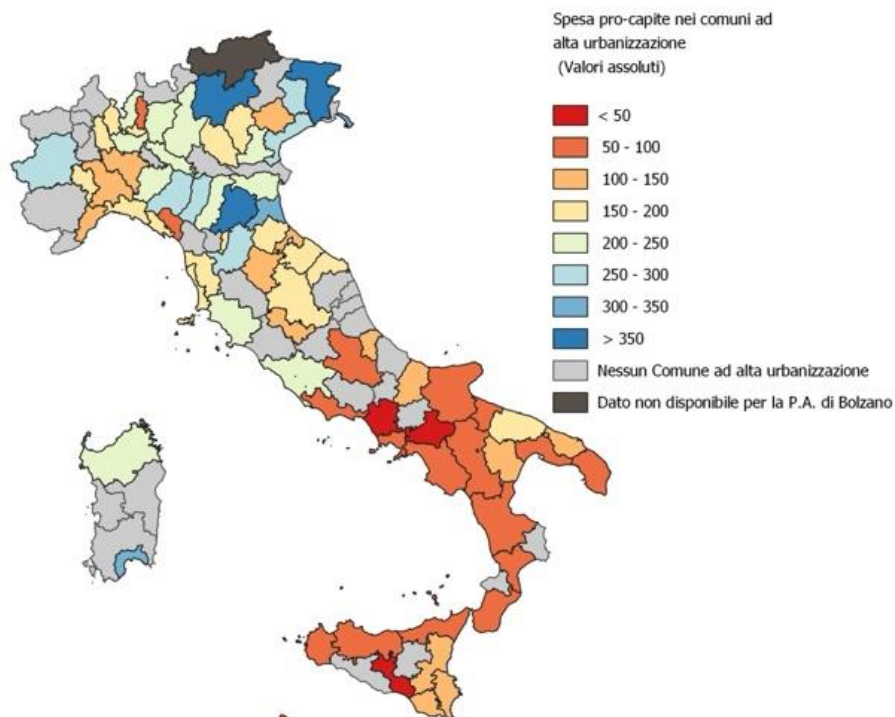 Spesa pro-capite nei comuni ad
alta urbanizzazione
(Valori assoluti)
< 50
50 - 100
100 - 150
150 - 200
200 - 250
250 - 300
300 - 350
> 350
Nessun Comune ad alta urbanizzazione
Dato non disponibile per la P.A. di Bolzano